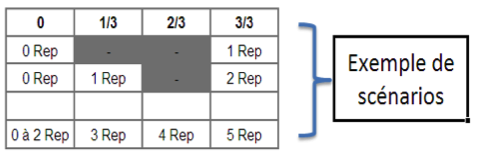 0 1/3 2/3 3/3
0 Rep - - 1 Rep
0 Rep 1 Rep - 2 Rep
0 à 2 Rep 3 Rep 4 Rep 5 Rep
Exemple de
scénarios